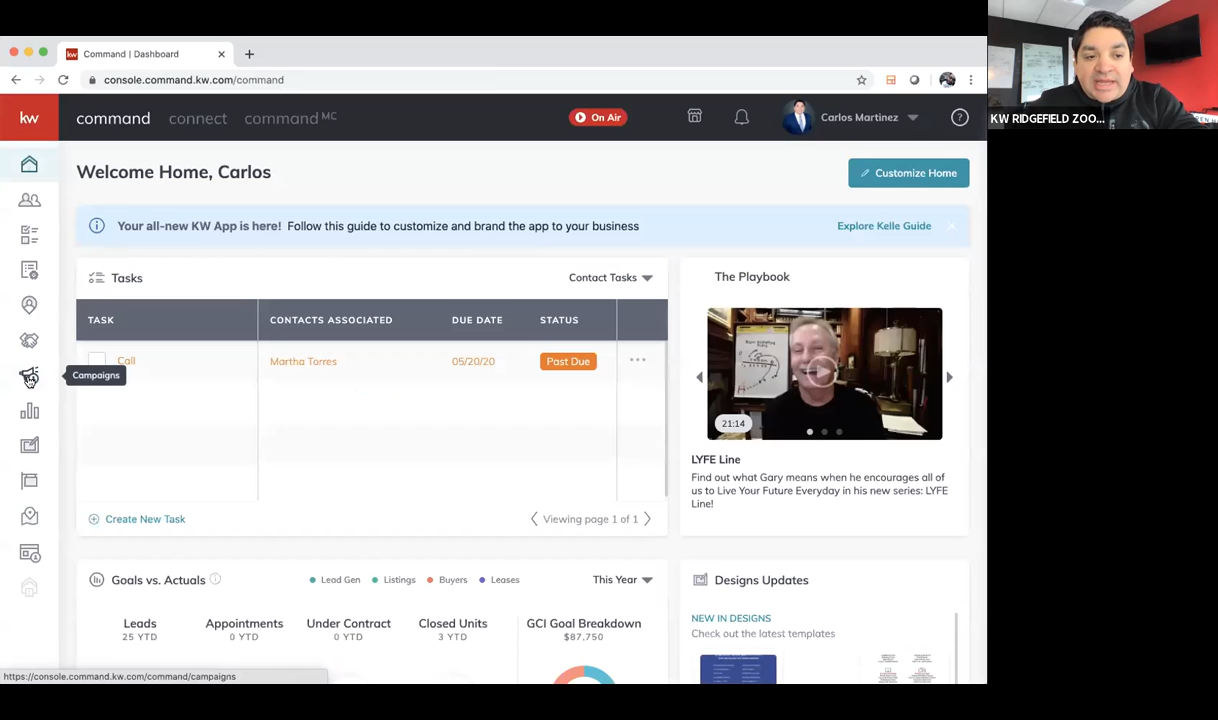 Command | Dashboard
console.command.kw.com/command
kw
command connect command MC
On Air
Carlos Martinez
?
KW RIDGEFIELD ZOO...
Welcome Home, Carlos
Customize Home
Your all-new KW App is here! Follow this guide to customize and brand the app to your business
Explore Kelle Guide
Tasks
Contact Tasks
TASK CONTACTS ASSOCIATED DUE DATE STATUS
Call Martha Torres 05/20/20 Past Due
Campaigns
Create New Task
Viewing page 1 of 1
The Playbook
21:14
LYFE Line
Find out what Gary means when he encourages all of
us to Live Your Future Everyday in his new series: LYFE
Line!
Goals vs. Actuals
Lead Gen Listings Buyers Leases
This Year
Leads Appointments Under Contract Closed Units GCI Goal Breakdown
25 YTD 0 YTD 0 YTD 3 YTD $87,750
Designs Updates
NEW IN DESIGNS
Check out the latest templates
https://console.command.kw.com/command/campaigns